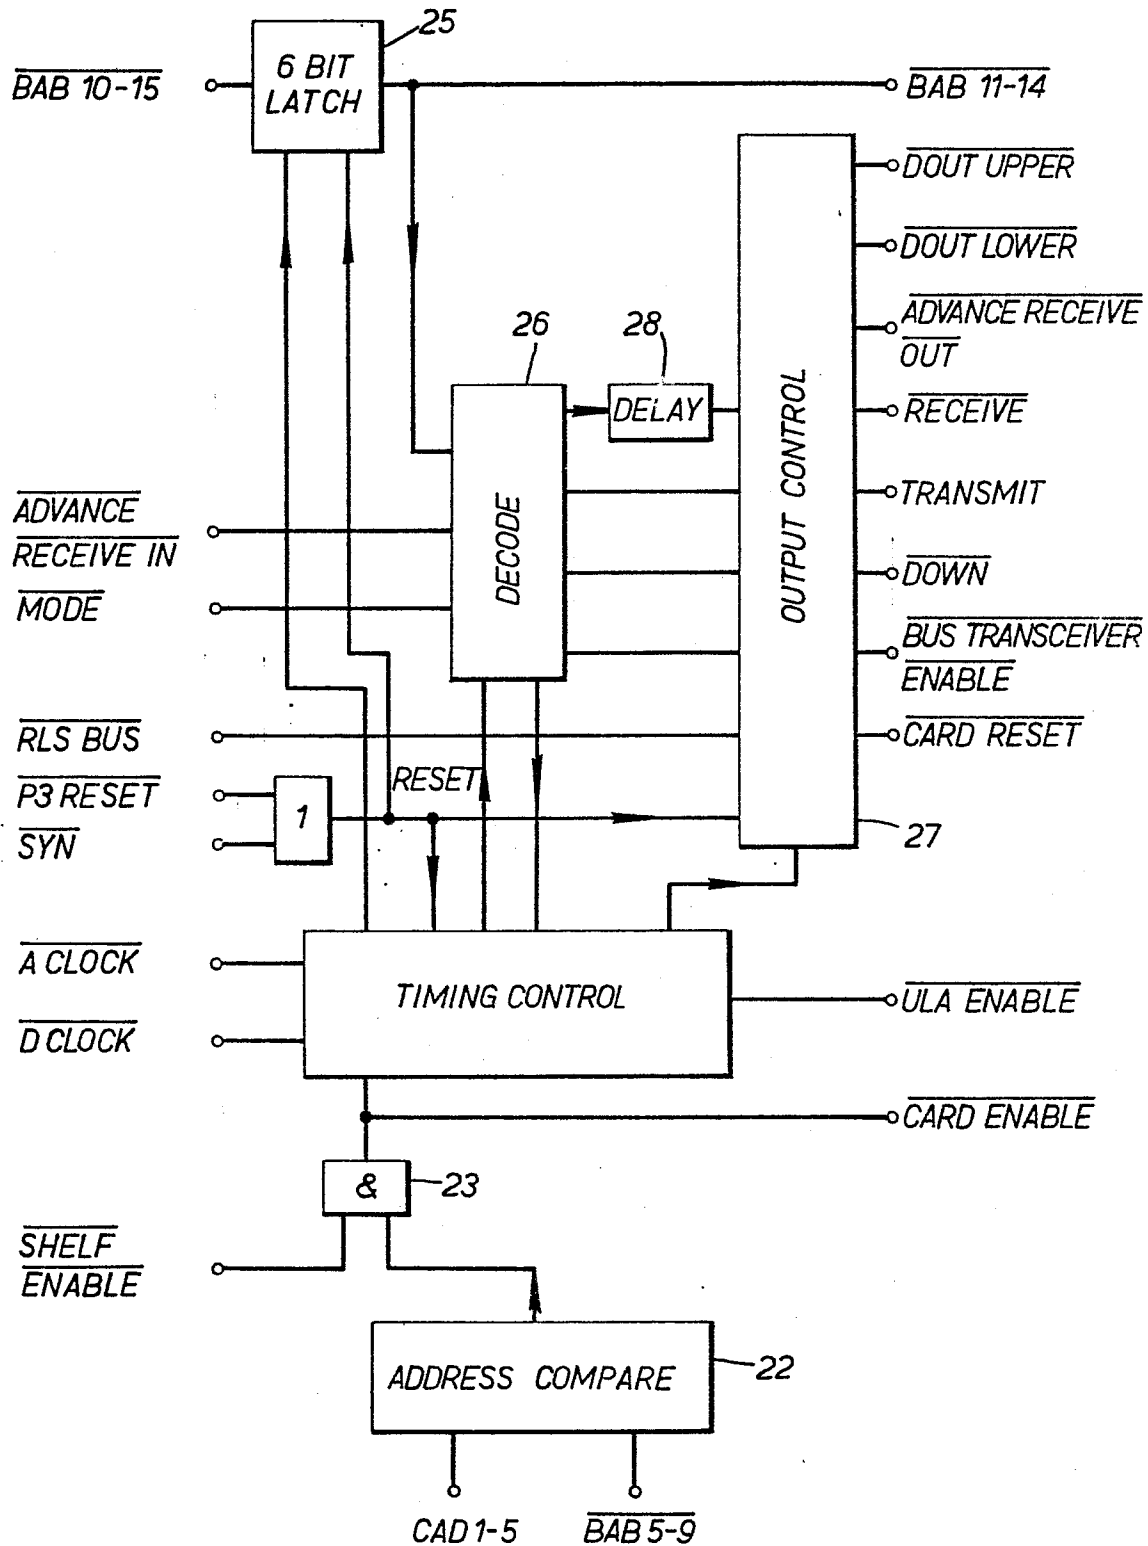 25
6 BIT
LATCH
BAB 10-15
BAB 11-14
DOUT UPPER
DOUT LOWER
ADVANCE RECEIVE
OUT
26
28
DECODE
DELAY
OUTPUT CONTROL
RECEIVE
TRANSMIT
ADVANCE
RECEIVE IN
DOWN
MODE
BUS TRANSCEIVER
ENABLE
RLS BUS
CARD RESET
P3 RESET
RESET
1
SYN
27
A CLOCK
TIMING CONTROL
ULA ENABLE
D CLOCK
CARD ENABLE
&
23
SHELF
ENABLE
ADDRESS COMPARE
22
CAD 1-5
BAB 5-9